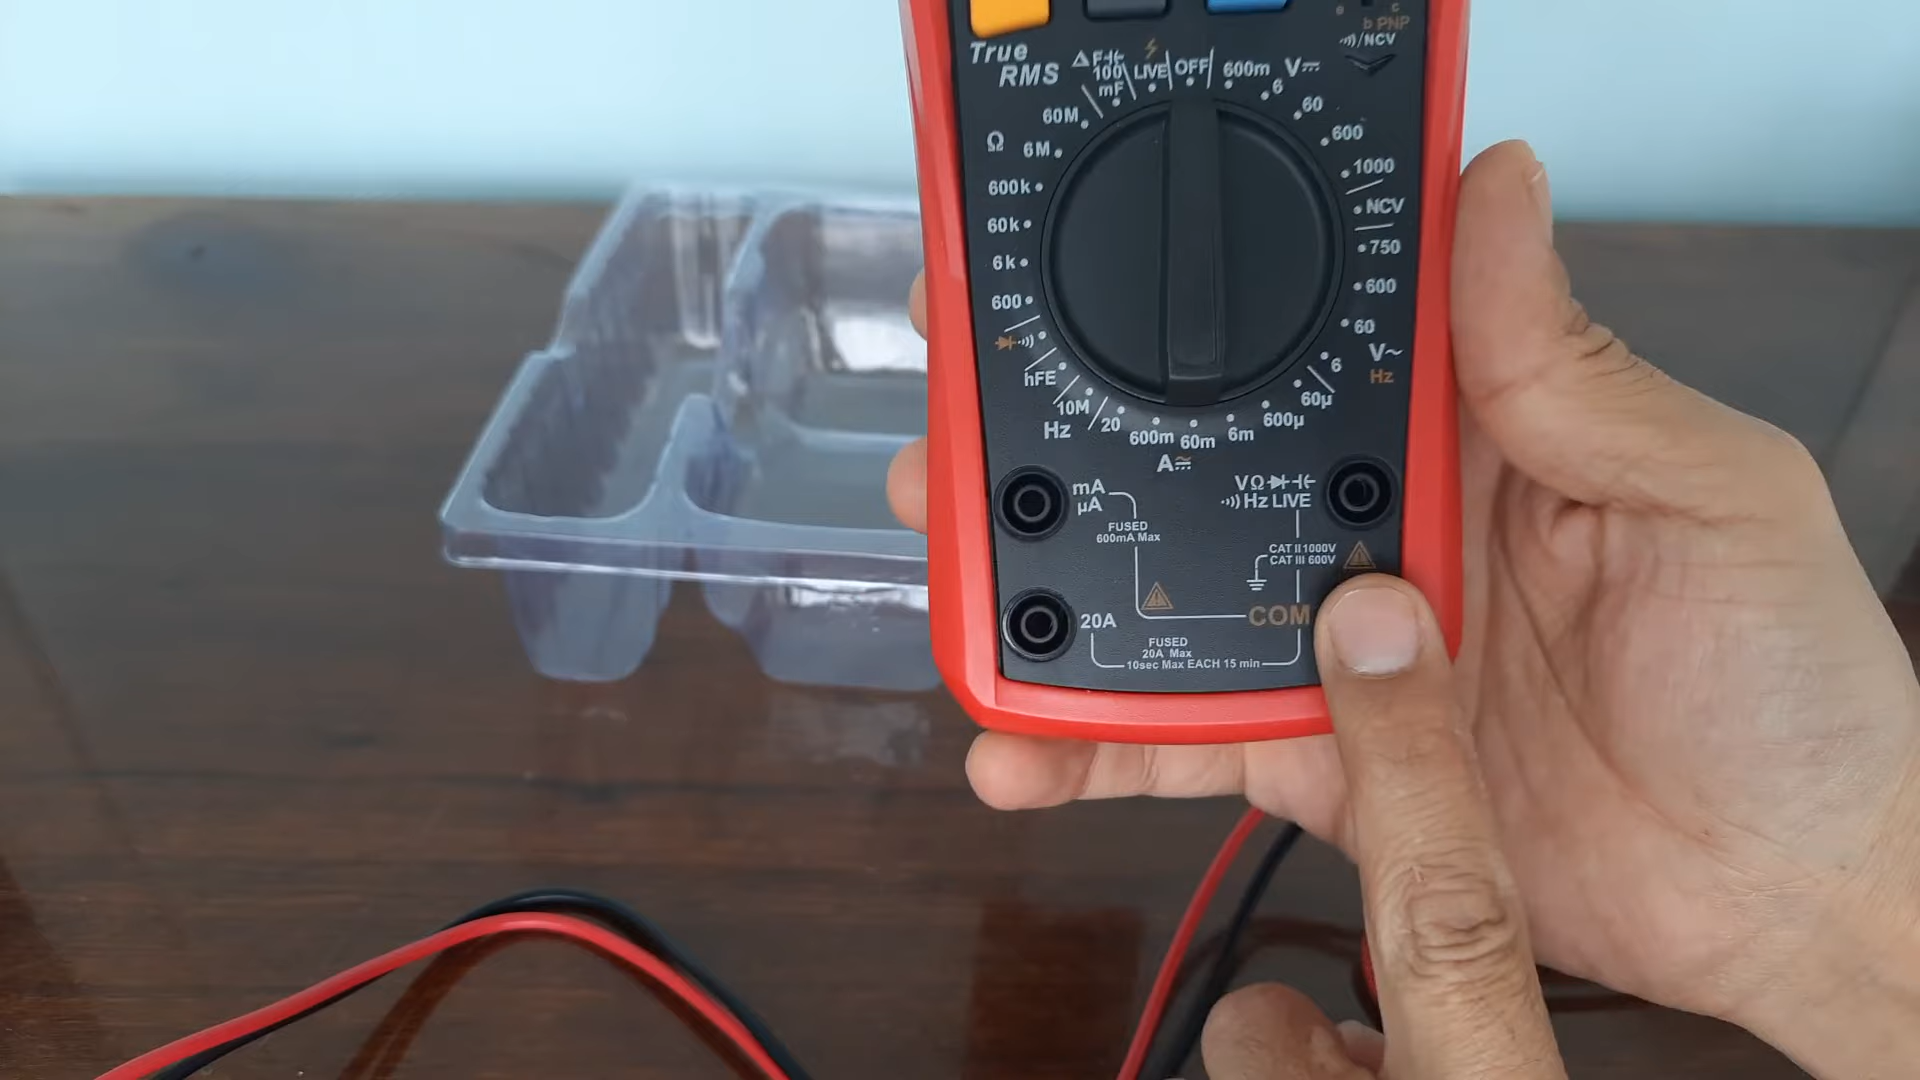 True
RMS
e c
b PNP
/NCV
ΔF
100
mF
LIVE
OFF
600m
V
6
60
600
1000
NCV
750
600
60
V~
Hz
6
60M
Ω
6M
600k
60k
6k
600
hFE
10M
Hz
20
600m
60m
6m
600µ
60µ
A
mA
µA
FUSED
600mA Max
VΩ
Hz LIVE
CAT II 1000V
CAT III 600V
COM
20A
FUSED
20A Max
10sec Max EACH 15 min